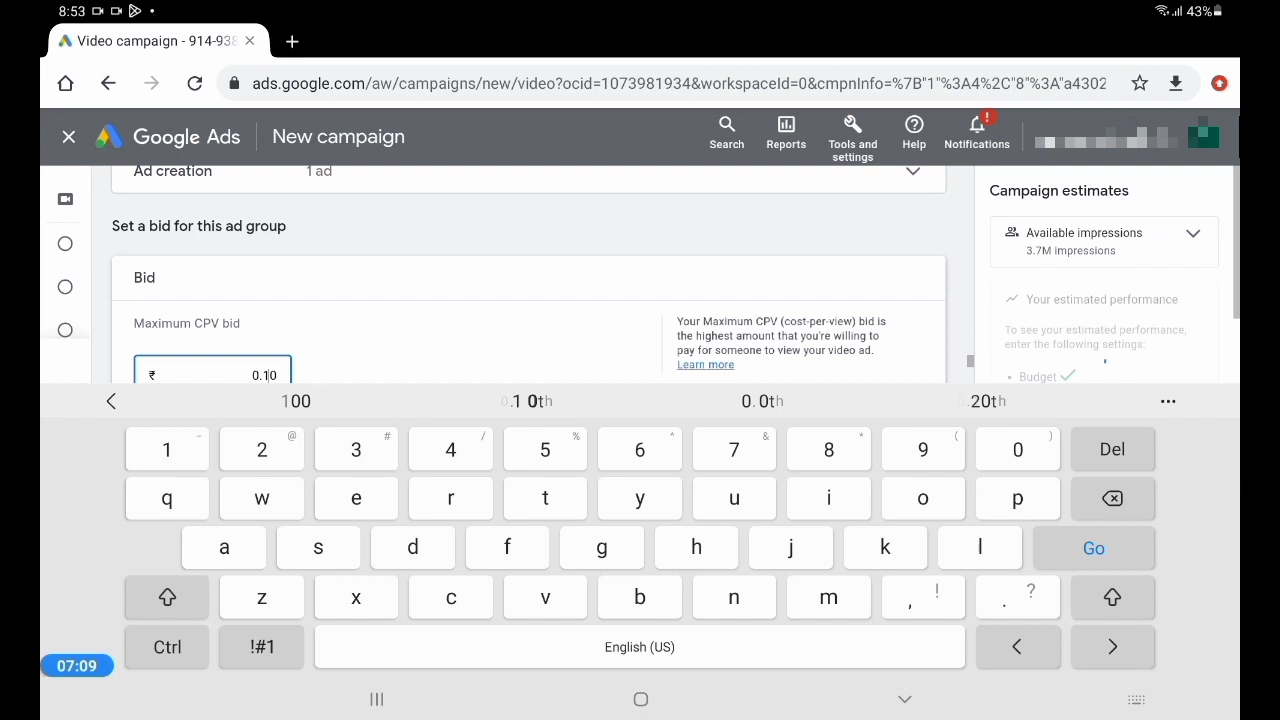 8:53
43%
Video campaign - 914-938
ads.google.com/aw/campaigns/new/video?ocid=1073981934&workspaceId=0&cmpnInfo=%7B"1"%3A4%2C"8"%3A"a4302
Google Ads
New campaign
Search
Reports
Tools and
settings
Help
Notifications
!
Ad creation
1 ad
Set a bid for this ad group
Bid
Maximum CPV bid
₹ 0.10
Your Maximum CPV (cost-per-view) bid is
the highest amount that you're willing to
pay for someone to view your video ad.
Learn more
Campaign estimates
Available impressions
3.7M impressions
Your estimated performance
To see your estimated performance,
enter the following settings:
• Budget
100
20th
1 2 3 4 5 6 7 8 9 0 Del
- @ # / % ^ & * ( )
q w e r t y u i o p
a s d f g h j k l Go
z x c v b n m , ! . ?
Ctrl !#1 English (US) < >
07:09